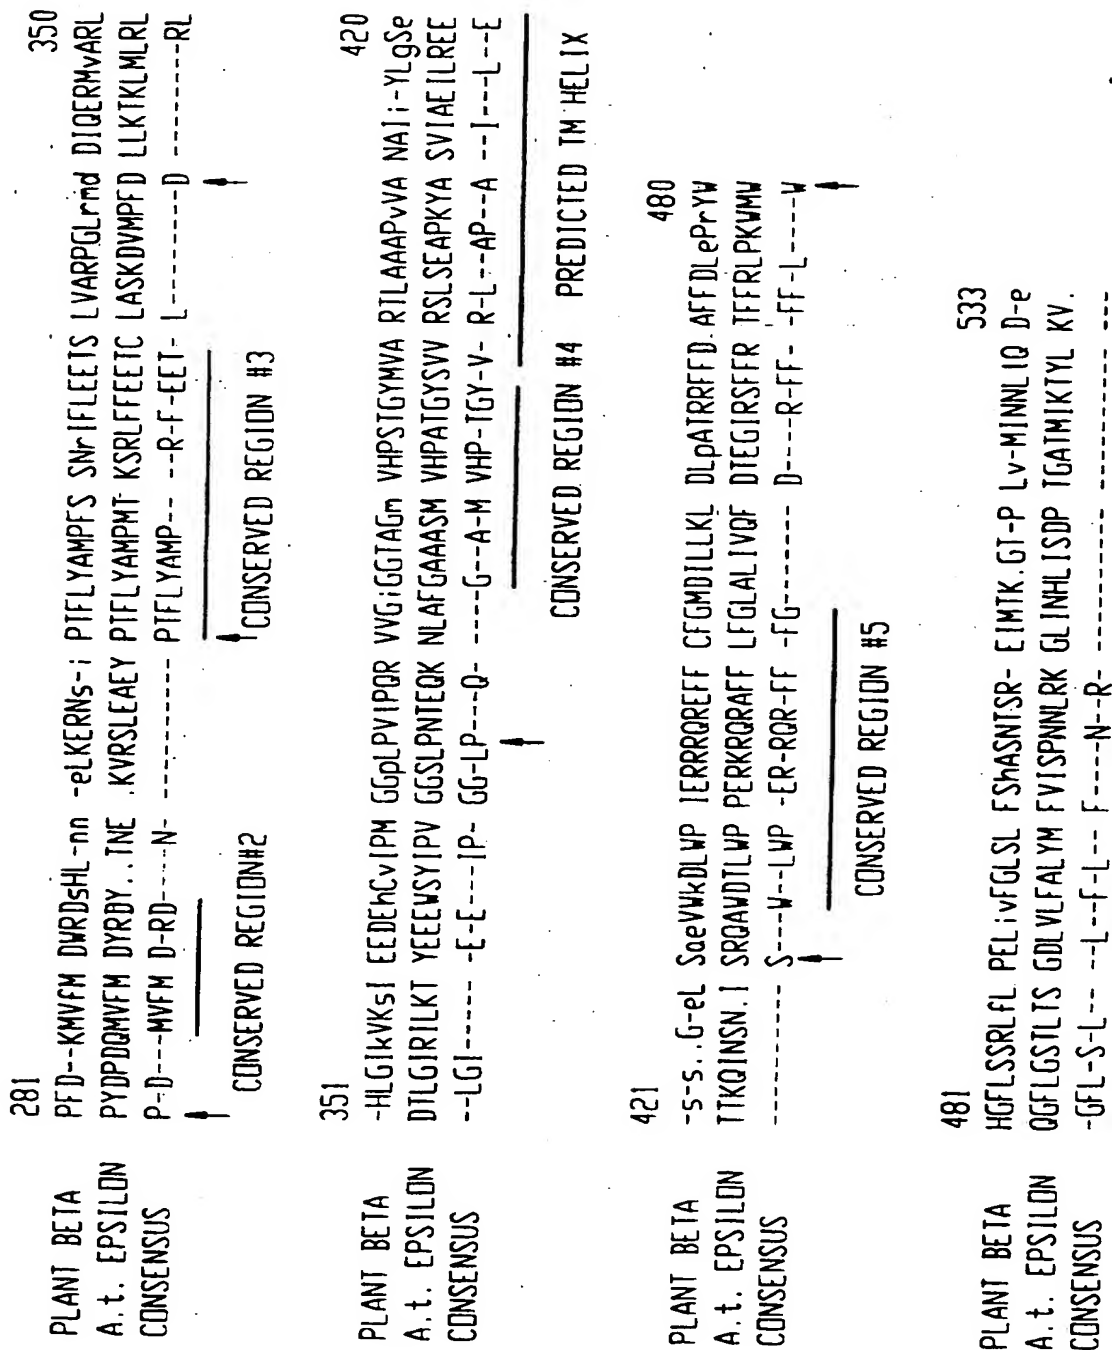 281 350
PLANT BETA PFD--KMVFM DWRDsHL-nn -eLKERNs-i PTFLYAMPFS SNrIFLEETS LVARPGLrmd DIQERMvARL
A.t. EPSILON PYDPDQMVFM DYRDY..TNE .KVRSLEAEY PTFLYAMPMT KSRLFFEETC LASKDVMPFD LLKTKLMLRL
CONSENSUS P-D---MVFM D-RD----N- ---------- PTFLYAMP-- --R-F-EET- L--------D --------RL
CONSERVED REGION#2 CONSERVED REGION #3
351 420
PLANT BETA -HLGIkVKsI EEDEhCvIPM GGpLPVIPQR VVGiGGTAGm VHPSTGYMVA RTLAAAPvVA NAIi-YLgSe
A.t. EPSILON DTLGIRILKT YEEEWSYIPV GGSLPNTEQK NLAFGAAASM VHPATGYSVV RSLSEAPKYA SVIAEILREE
CONSENSUS --LGI----- -E-E---IP- GG-LP---Q- ----G--A-M VHP-TGY-V- R-L--AP--A --I---L--E
CONSERVED REGION #4 PREDICTED TM HELIX
421 480
PLANT BETA -s-s..G-eL SaeVWkDLWP IERRRQREFF CFGMDILLKL DLpATRRFFD AFFDLePrYW
A.t. EPSILON TTKQINSN.I SRQAWDTLWP PERKRQRAFF LFGLALIVQF DTEGIRSFFR TFFRLPKWMW
CONSENSUS ---------- S---W--LWP -ER-RQR-FF -FG------- D----R-FF- -FF-L----W
CONSERVED REGION #5
481 533
PLANT BETA HGFLSSRLFL PELivFGLSL FShASNTSR- EIMTK.GT-P Lv-MINNLIQ D-e
A.t. EPSILON QGFLGSTLTS GDLVLFALYM FVISPNNLRK GLINHLISDP TGATMIKTYL KV.
CONSENSUS -GFL-S-L-- --L--F-L-- F----N--R- ---------- ---------- ---